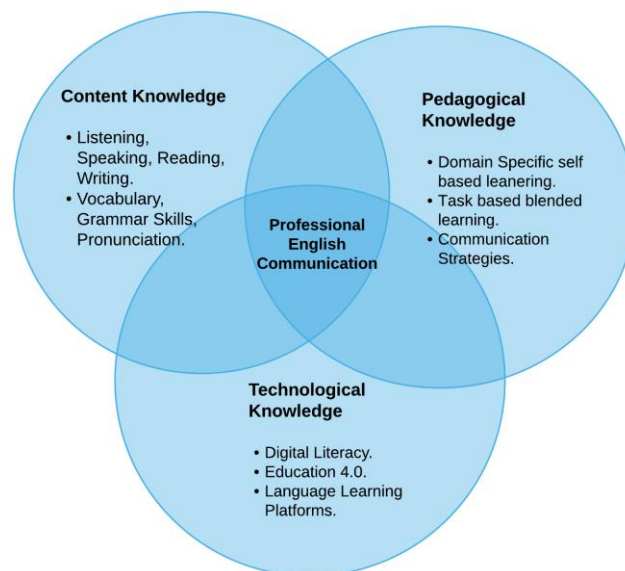 Content Knowledge
• Listening,
Speaking, Reading,
Writing.
• Vocabulary,
Grammar Skills,
Pronunciation.
Pedagogical
Knowledge
• Domain Specific self
based leanering.
• Task based blended
learning.
• Communication
Strategies.
Professional
English
Communication
Technological
Knowledge
• Digital Literacy.
• Education 4.0.
• Language Learning
Platforms.